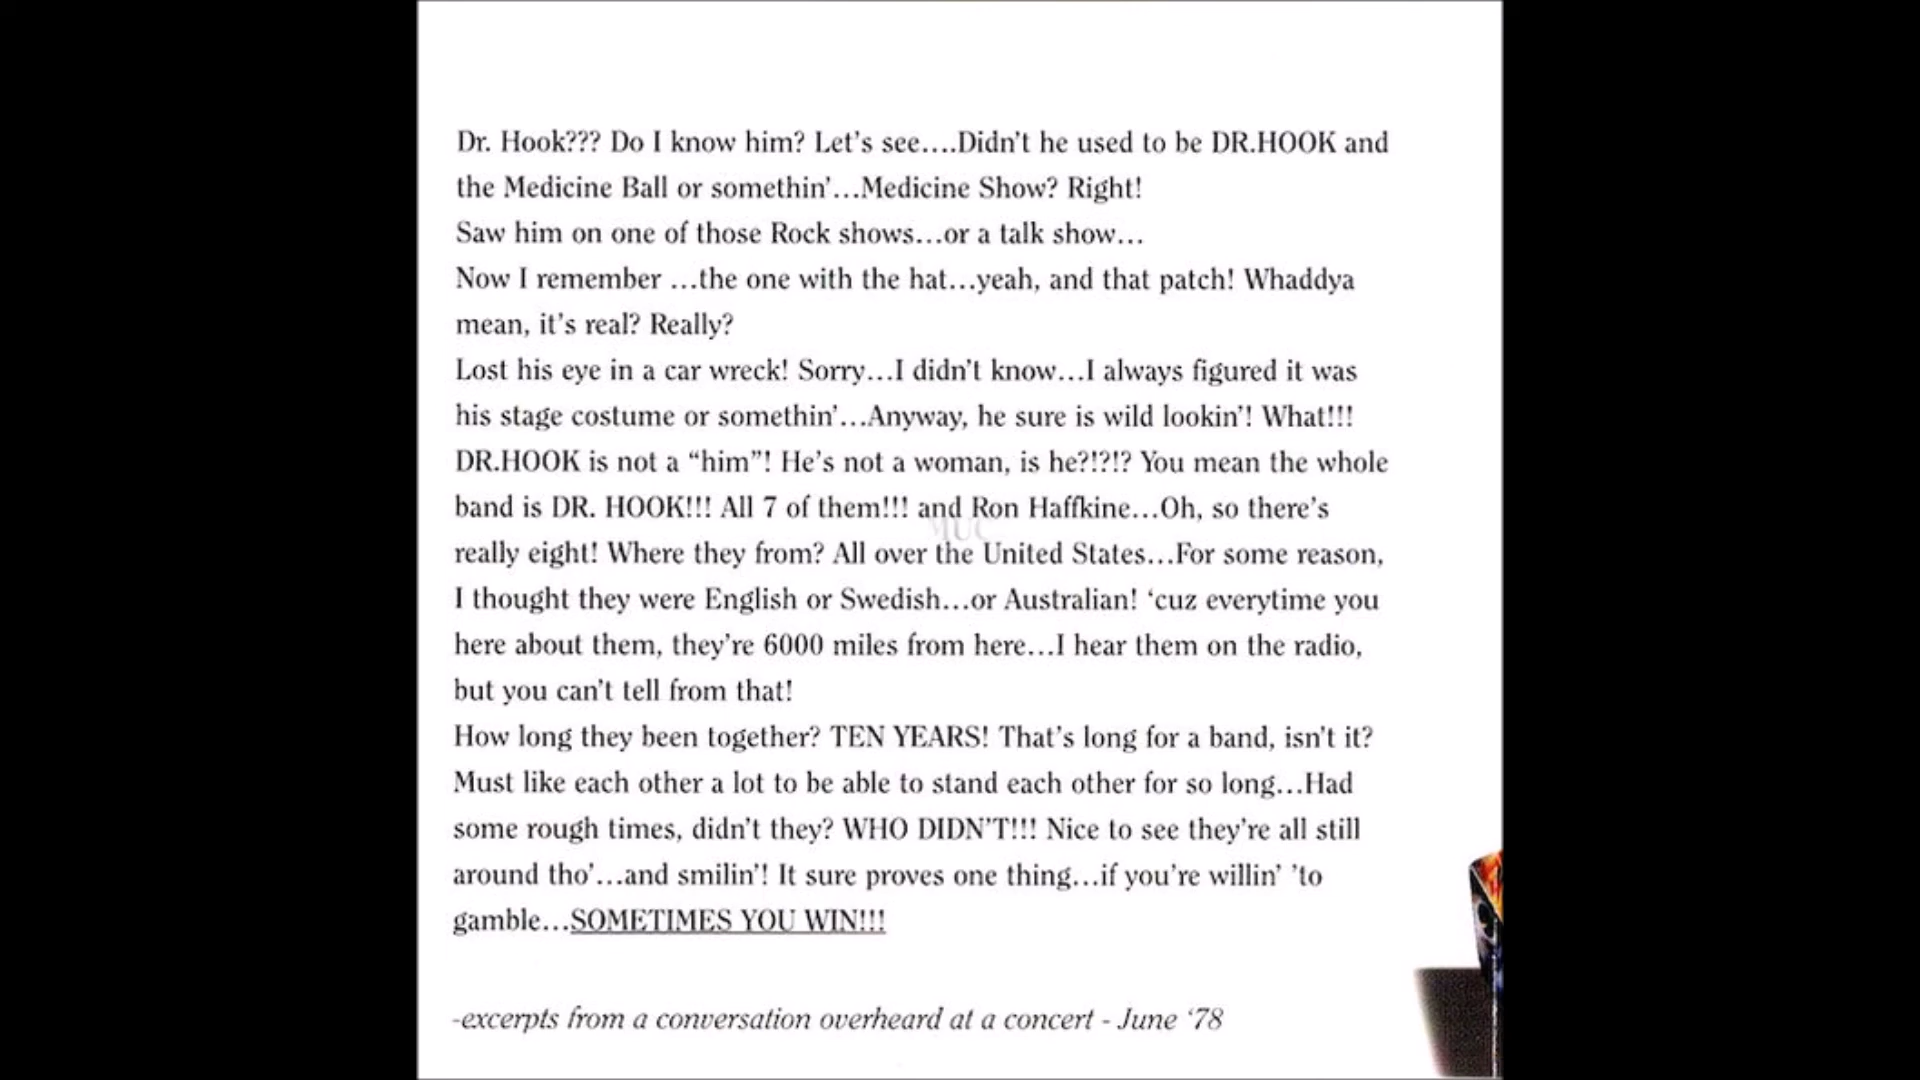 Dr. Hook??? Do I know him? Let's see....Didn't he used to be DR.HOOK and
the Medicine Ball or somethin'...Medicine Show? Right!
Saw him on one of those Rock shows...or a talk show...
Now I remember ...the one with the hat...yeah, and that patch! Whaddya
mean, it's real? Really?
Lost his eye in a car wreck! Sorry...I didn't know...I always figured it was
his stage costume or somethin'...Anyway, he sure is wild lookin'! What!!!
DR.HOOK is not a “him”! He's not a woman, is he?!?!? You mean the whole
band is DR. HOOK!!! All 7 of them!!! and Ron Haffkine...Oh, so there's
really eight! Where they from? All over the United States...For some reason,
I thought they were English or Swedish...or Australian! ‘cuz everytime you
here about them, they're 6000 miles from here...I hear them on the radio,
but you can't tell from that!
How long they been together? TEN YEARS! That's long for a band, isn't it?
Must like each other a lot to be able to stand each other for so long...Had
some rough times, didn't they? WHO DIDN'T!!! Nice to see they're all still
around tho'...and smilin'! It sure proves one thing...if you're willin' 'to
gamble...SOMETIMES YOU WIN!!!
-excerpts from a conversation overheard at a concert - June ‘78